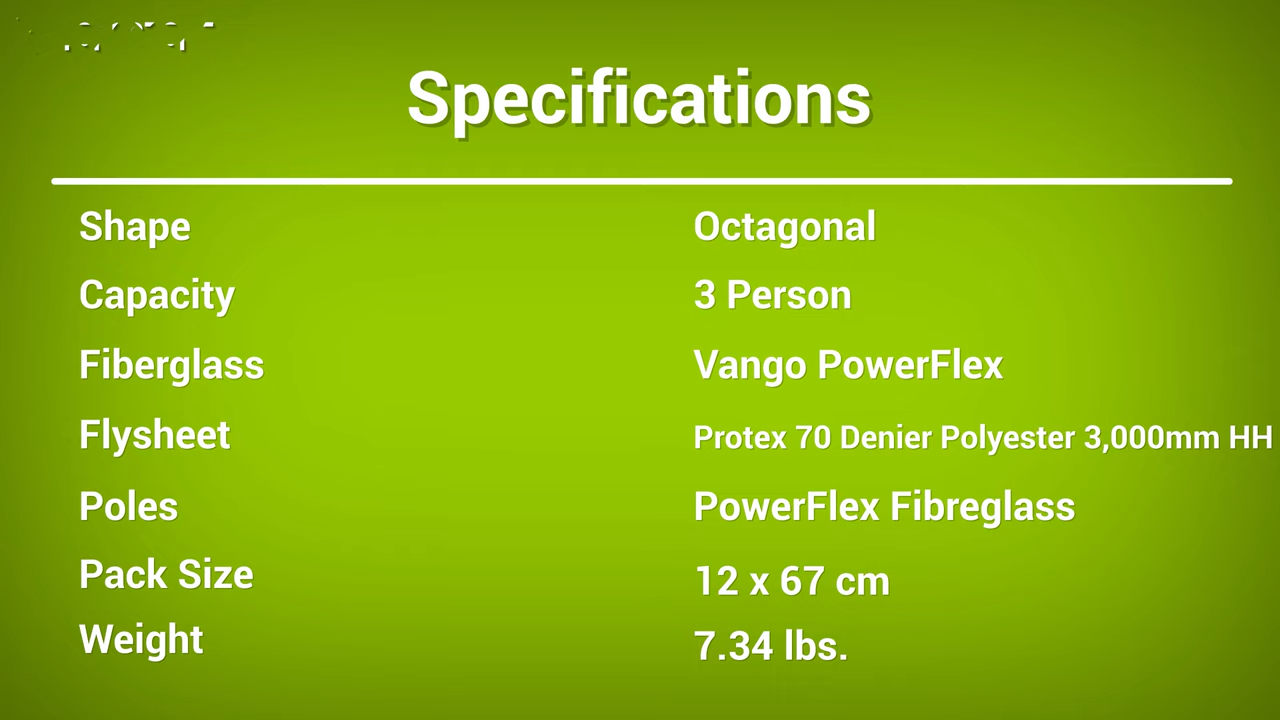 Specifications
Shape Octagonal
Capacity 3 Person
Fiberglass Vango PowerFlex
Flysheet Protex 70 Denier Polyester 3,000mm HH
Poles PowerFlex Fibreglass
Pack Size 12 x 67 cm
Weight 7.34 lbs.